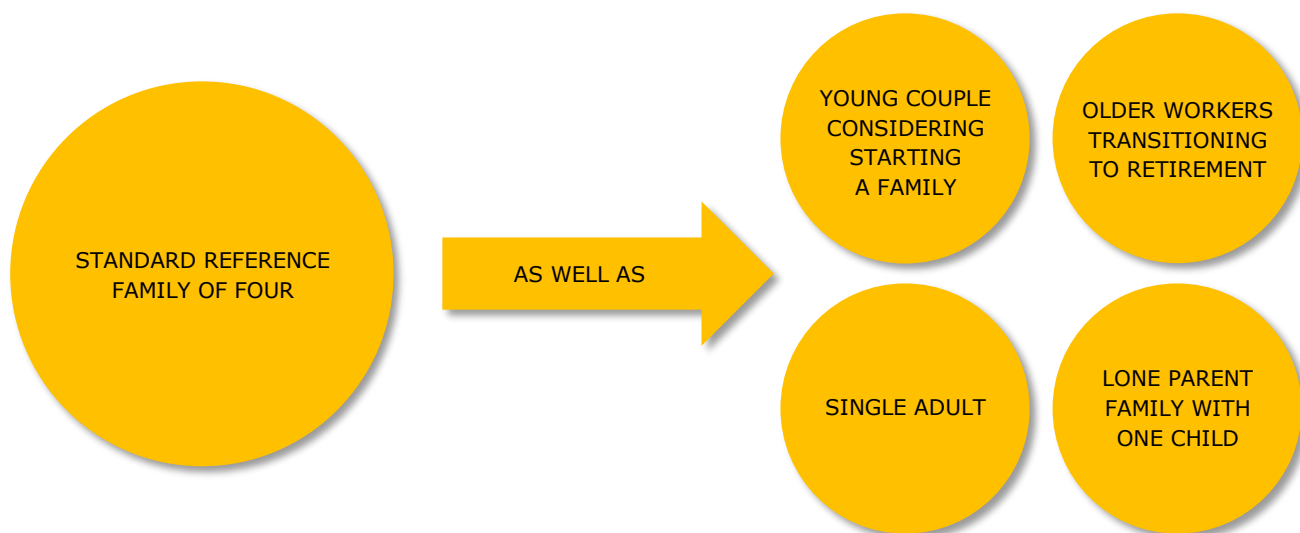 STANDARD REFERENCE
FAMILY OF FOUR
AS WELL AS
YOUNG COUPLE
CONSIDERING
STARTING
A FAMILY
OLDER WORKERS
TRANSITIONING
TO RETIREMENT
SINGLE ADULT
LONE PARENT
FAMILY WITH
ONE CHILD